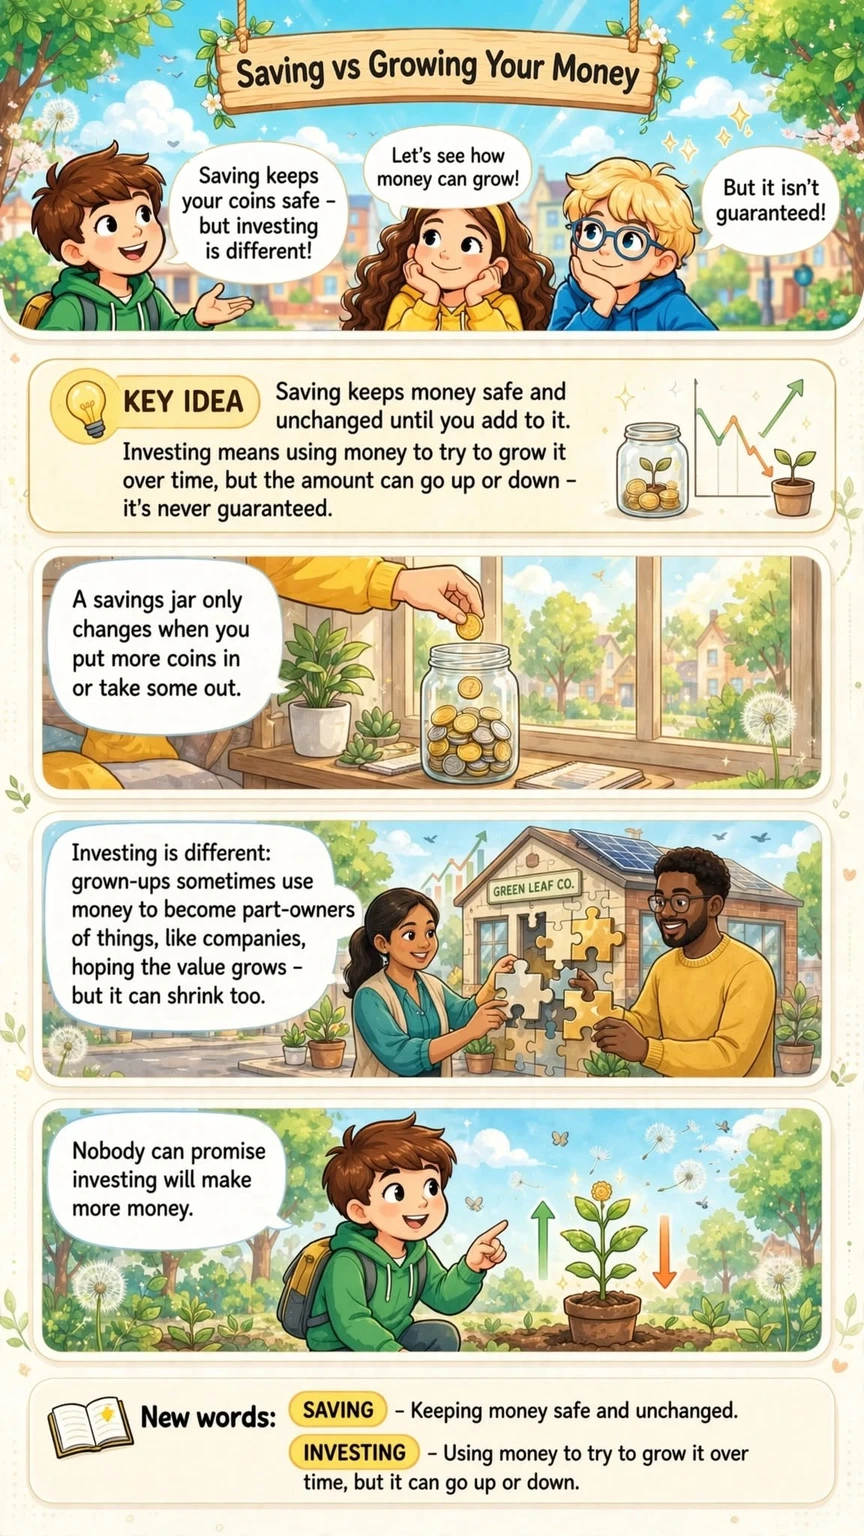 Saving vs Growing Your Money
Saving keeps
your coins safe –
but investing
is different!
Let's see how
money can grow!
But it isn't
guaranteed!
KEY IDEA
Saving keeps money safe and
unchanged until you add to it.
Investing means using money to try to grow it
over time, but the amount can go up or down –
it's never guaranteed.
A savings jar only
changes when you
put more coins in
or take some out.
Investing is different:
grown-ups sometimes use
money to become part-owners
of things, like companies,
hoping the value grows –
but it can shrink too.
GREEN LEAF CO.
Nobody can promise
investing will make
more money.
New words:
SAVING – Keeping money safe and unchanged.
INVESTING – Using money to try to grow it over
time, but it can go up or down.